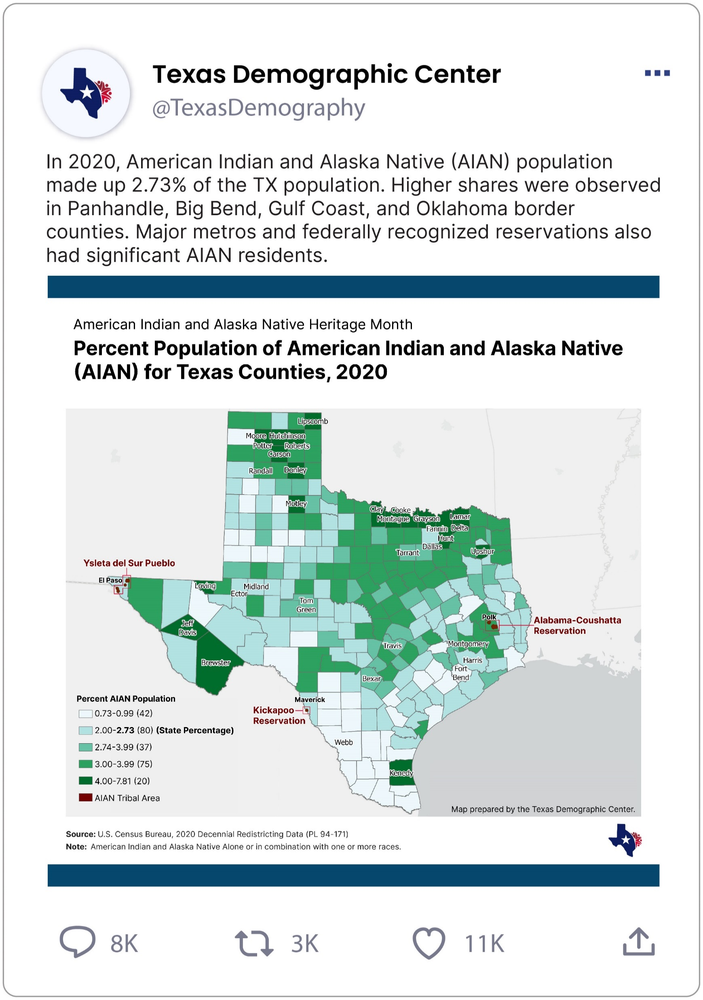 Texas Demographic Center
@TexasDemography
In 2020, American Indian and Alaska Native (AIAN) population
made up 2.73% of the TX population. Higher shares were observed
in Panhandle, Big Bend, Gulf Coast, and Oklahoma border
counties. Major metros and federally recognized reservations also
had significant AIAN residents.
American Indian and Alaska Native Heritage Month
Percent Population of American Indian and Alaska Native
(AIAN) for Texas Counties, 2020
Lipscomb
Moore Hutchinson
Potter Roberts
Carson
Randall Donley
Motley
Clay Cooke
Montague Grayson Lamar
Fannin Delta
Hunt
Dallas
Tarrant Upshur
Ysleta del Sur Pueblo
El Paso
Loving Midland
Ector
Tom
Green
Jeff
Davis
Polk
Alabama-Coushatta
Reservation
Travis Montgomery
Brewster
Harris
Fort
Bend
Bexar
Maverick
Kickapoo
Reservation
Webb
Kenedy
Percent AIAN Population
0.73-0.99 (42)
2.00-2.73 (80) (State Percentage)
2.74-3.99 (37)
3.00-3.99 (75)
4.00-7.81 (20)
AIAN Tribal Area
Map prepared by the Texas Demographic Center.
Source: U.S. Census Bureau, 2020 Decennial Redistricting Data (PL 94-171)
Note: American Indian and Alaska Native Alone or in combination with one or more races.
8K 3K 11K